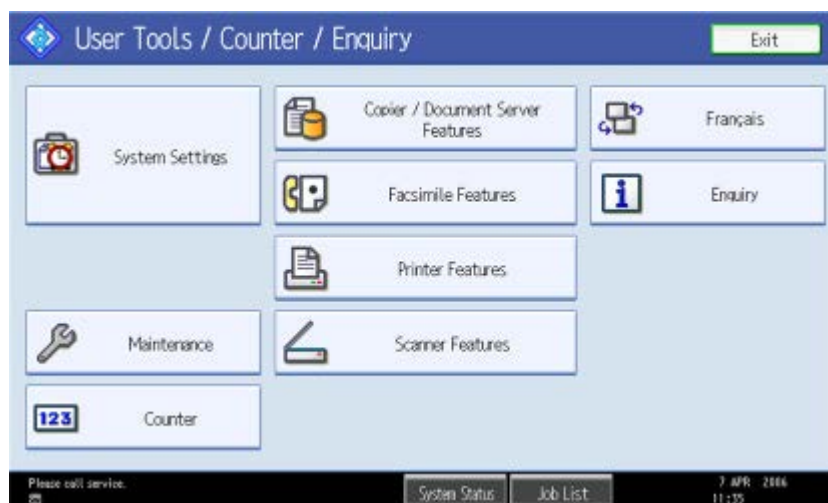 User Tools / Counter / Enquiry
Exit
System Settings
Copier / Document Server
Features
Français
Facsimile Features
Enquiry
Printer Features
Maintenance
Scanner Features
123
Counter
Please call service.
System Status
Job List
7 APR 2006
11:35